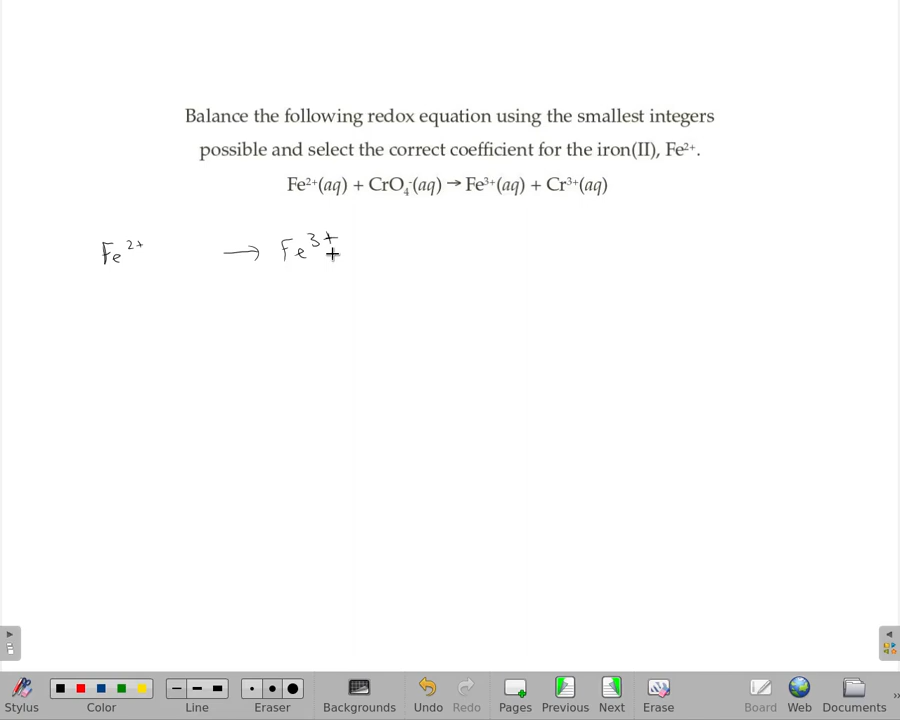 Balance the following redox equation using the smallest integers
possible and select the correct coefficient for the iron(II), Fe²⁺.
Fe²⁺(aq) + CrO₄⁻(aq) → Fe³⁺(aq) + Cr³⁺(aq)
Fe²⁺ → Fe³⁺
Stylus Color Line Eraser Backgrounds Undo Redo Pages Previous Next Erase Board Web Documents